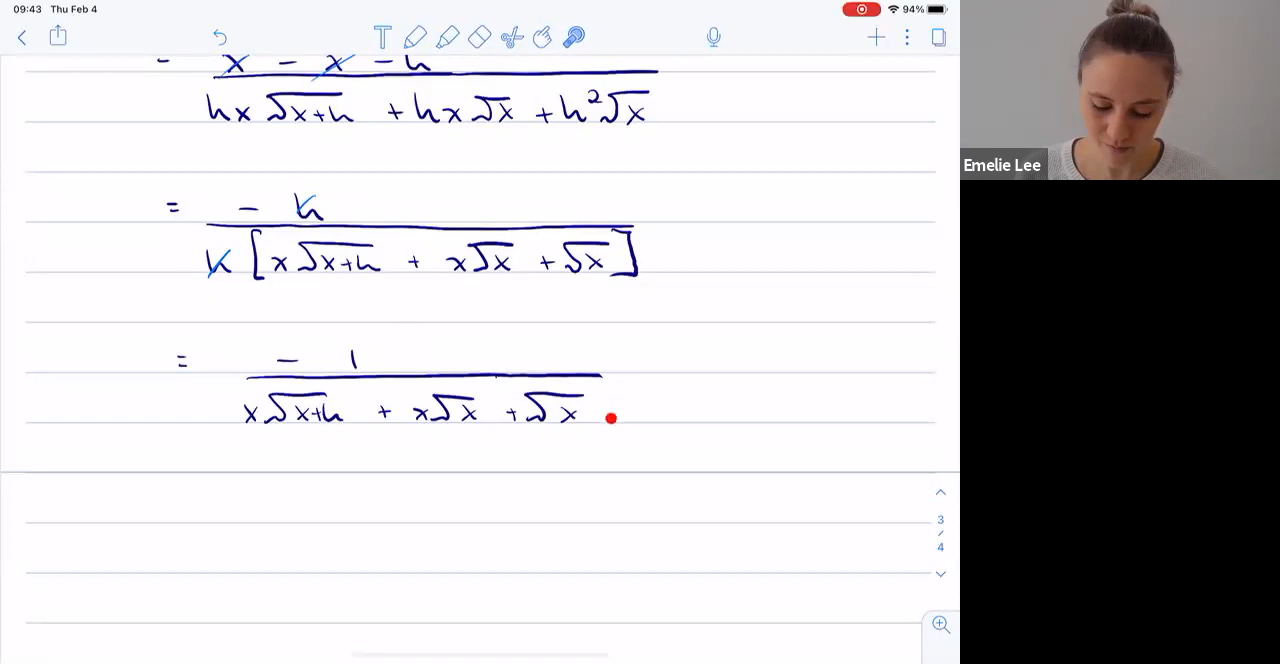 09:43 Thu Feb 4
94%
T
- x - x - h
hx √x+h + hx √x + h²√x
Emelie Lee
= - h
h [x√x+h + x√x + √x]
= - 1
x√x+h + x√x + √x
3
/
4